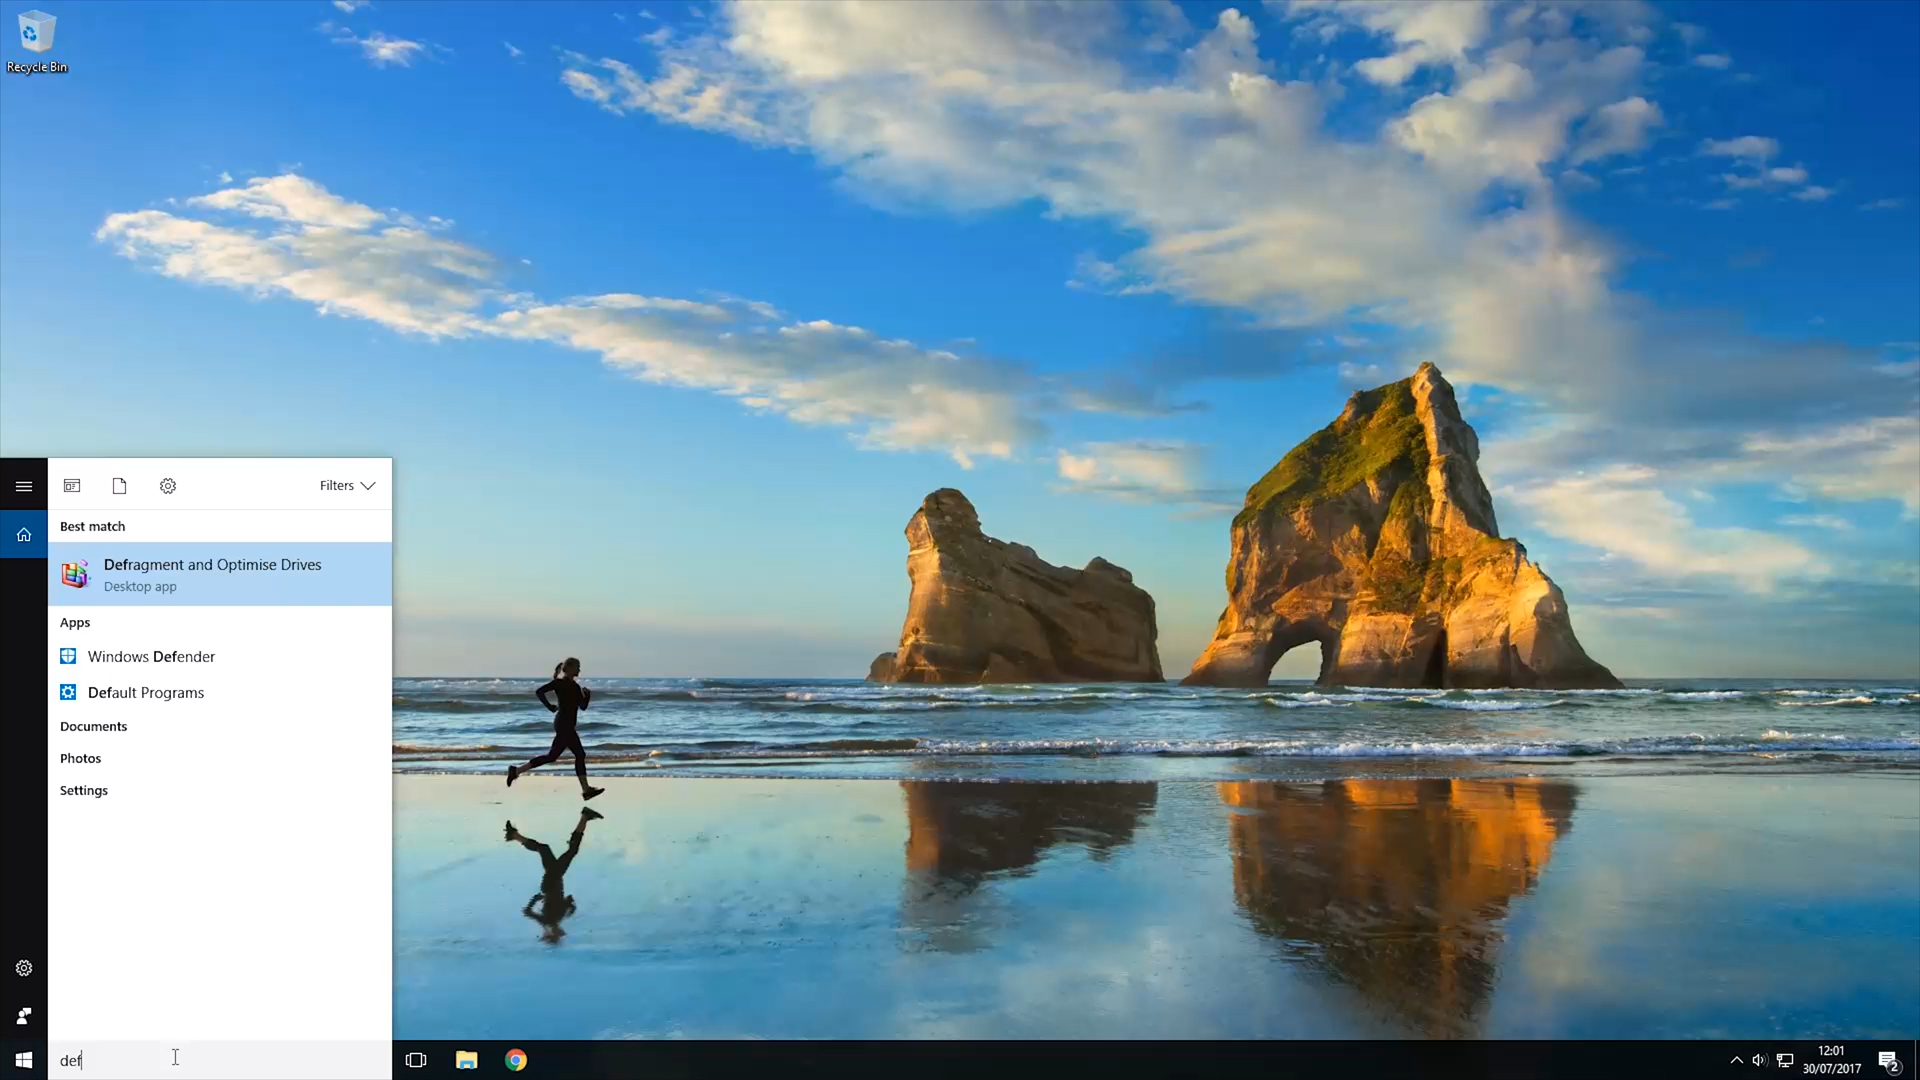 Recycle Bin
Filters
Best match
Defragment and Optimise Drives
Desktop app
Apps
Windows Defender
Default Programs
Documents
Photos
Settings
def
12:01
30/07/2017
2